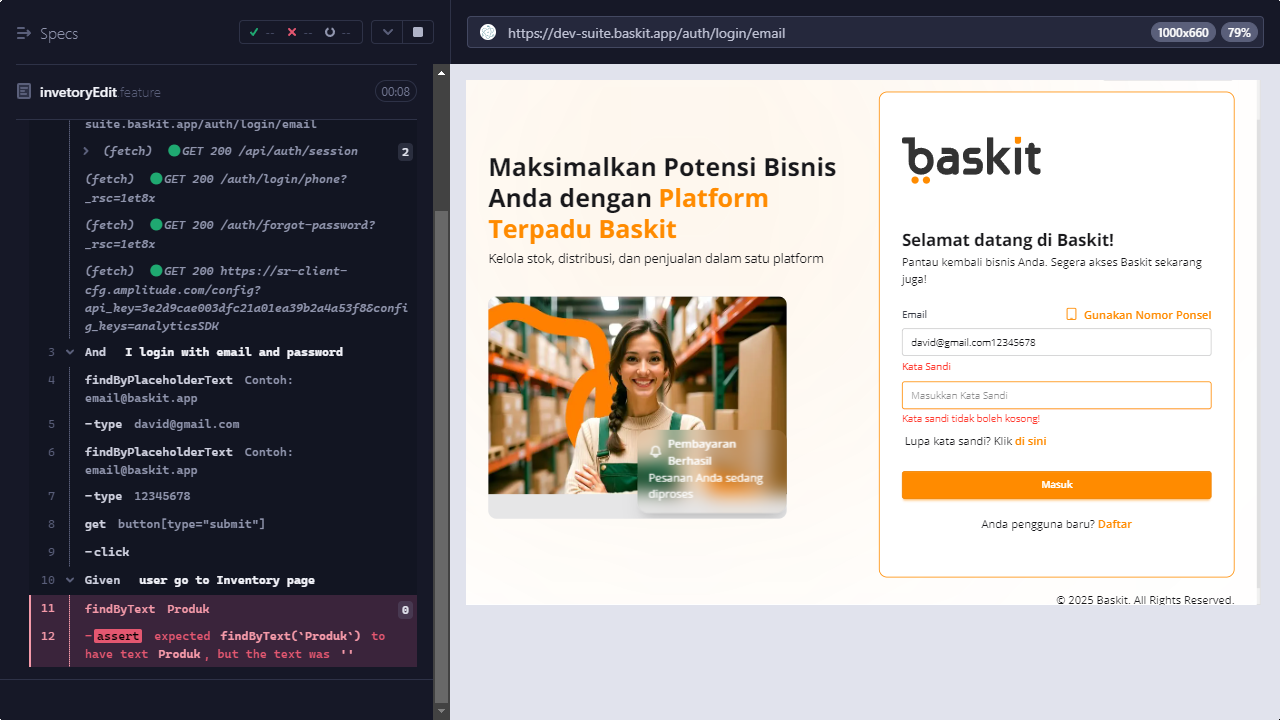 Specs
--
--
--
https://dev-suite.baskit.app/auth/login/email
1000x660
79%
invetoryEdit.feature
00:08
suite.baskit.app/auth/login/email
(fetch) GET 200 /api/auth/session
2
(fetch) GET 200 /auth/login/phone?
_rsc=1et8x
(fetch) GET 200 /auth/forgot-password?
_rsc=1et8x
(fetch) GET 200 https://sr-client-
cfg.amplitude.com/config?
api_key=3e2d9cae003dfc21a01ea39b2a4a53f8&confi
g_keys=analyticsSDK
3 And I login with email and password
4 findByPlaceholderText Contoh:
email@baskit.app
5 -type david@gmail.com
6 findByPlaceholderText Contoh:
email@baskit.app
7 -type 12345678
8 get button[type="submit"]
9 -click
10 Given user go to Inventory page
11 findByText Produk
0
12 -assert expected findByText(`Produk`) to
have text Produk, but the text was ''
Maksimalkan Potensi Bisnis
Anda dengan Platform
Terpadu Baskit
Kelola stok, distribusi, dan penjualan dalam satu platform
Pembayaran
Berhasil
Pesanan Anda sedang
diproses
baskit
Selamat datang di Baskit!
Pantau kembali bisnis Anda. Segera akses Baskit sekarang
juga!
Email
Gunakan Nomor Ponsel
david@gmail.com12345678
Kata Sandi
Masukkan Kata Sandi
Kata sandi tidak boleh kosong!
Lupa kata sandi? Klik di sini
Masuk
Anda pengguna baru? Daftar
© 2025 Baskit. All Rights Reserved.